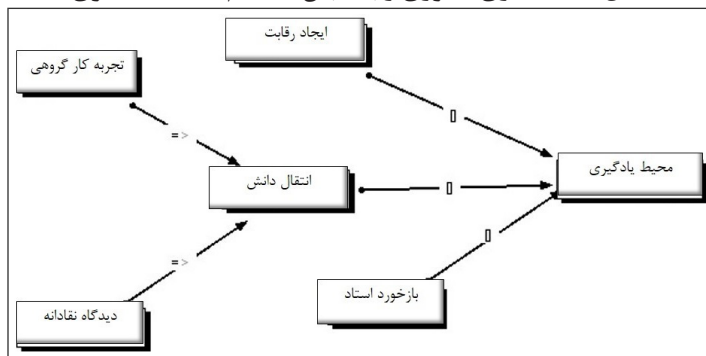 ایجاد رقابت
تجربه کار گروهی
[]
=>
محیط یادگیری
انتقال دانش
[]
[]
=>
بازخورد استاد
دیدگاه نقادانه